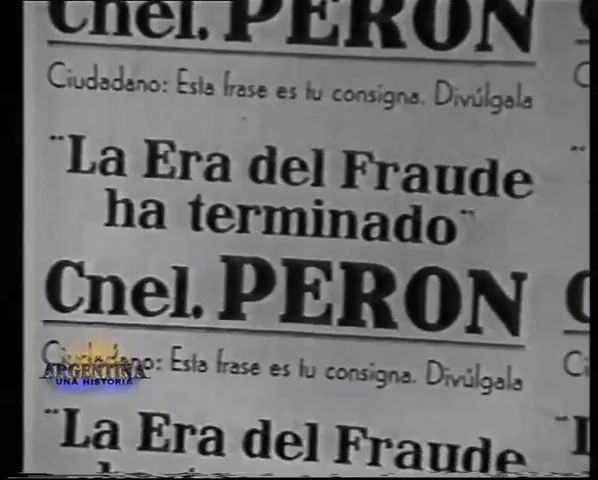 Cnel. PERON
Ciudadano: Esta frase es tu consigna. Divúlgala
"La Era del Fraude
ha terminado"
Cnel. PERON
Ciudadano: Esta frase es tu consigna. Divúlgala
ARGENTINA
UNA HISTORIA
"La Era del Fraude